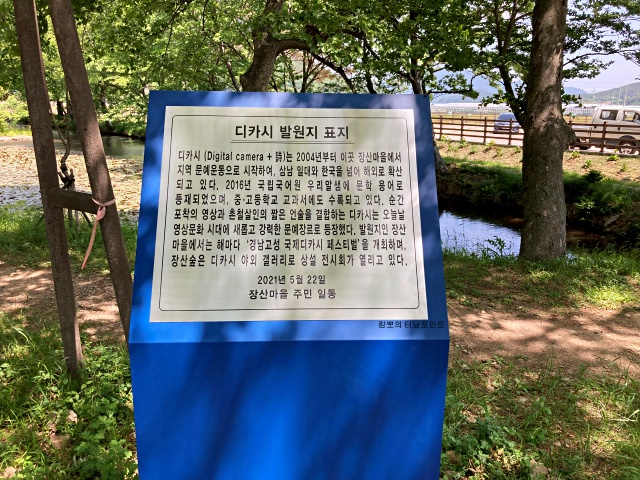 디카시 발원지 표지
디카시 (Digital camera + 詩)는 2004년부터 이곳 장산마을에서
지역 문예운동으로 시작하여, 삼남 일대와 한국을 넘어 해외로 확산
되고 있다. 2016년 국립국어원 우리말샘에 문학 용어로
등재되었으며, 중·고등학교 교과서에도 수록되고 있다. 순간
포착의 영상과 촌철살인의 짧은 언술을 결합하는 디카시는 오늘날
영상문화 시대에 새롭고 강력한 문예장르로 등장했다. 발원지인 장산
마을에서는 해마다 '경남고성 국제디카시 페스티벌'을 개최하며,
장산숲은 디카시 야외 갤러리로 상설 전시회가 열리고 있다.
2021년 5월 22일
장산마을 주민 일동
킴뽀의 터닝포인트